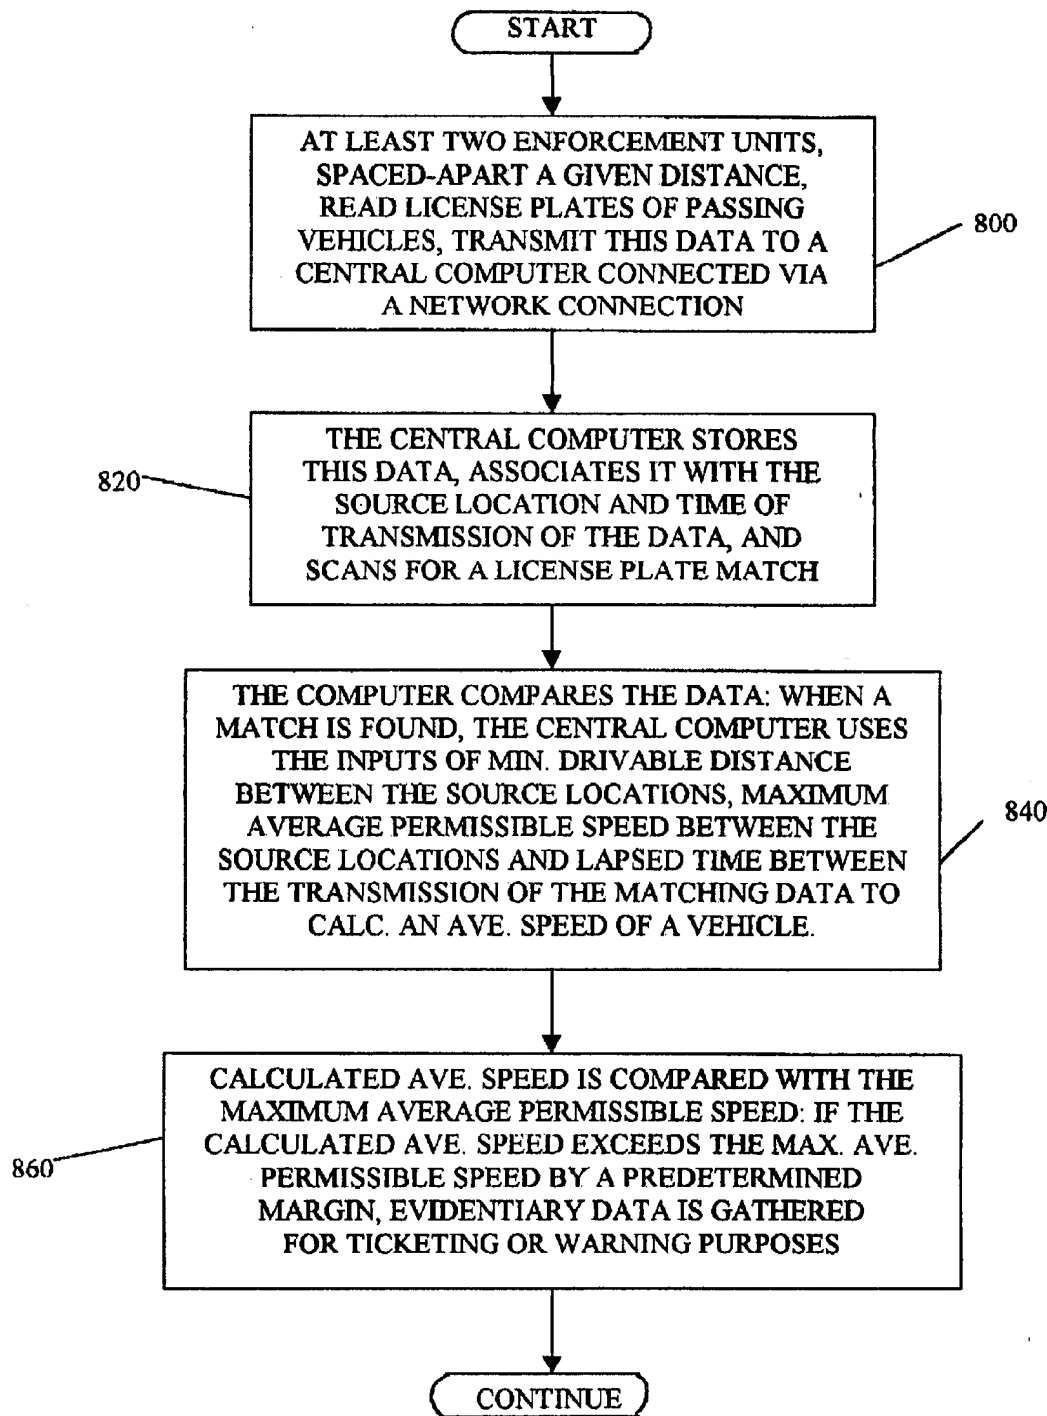 START
AT LEAST TWO ENFORCEMENT UNITS,
SPACED-APART A GIVEN DISTANCE,
READ LICENSE PLATES OF PASSING
VEHICLES, TRANSMIT THIS DATA TO A
CENTRAL COMPUTER CONNECTED VIA
A NETWORK CONNECTION
800
THE CENTRAL COMPUTER STORES
THIS DATA, ASSOCIATES IT WITH THE
SOURCE LOCATION AND TIME OF
TRANSMISSION OF THE DATA, AND
SCANS FOR A LICENSE PLATE MATCH
820
THE COMPUTER COMPARES THE DATA: WHEN A
MATCH IS FOUND, THE CENTRAL COMPUTER USES
THE INPUTS OF MIN. DRIVABLE DISTANCE
BETWEEN THE SOURCE LOCATIONS, MAXIMUM
AVERAGE PERMISSIBLE SPEED BETWEEN THE
SOURCE LOCATIONS AND LAPSED TIME BETWEEN
THE TRANSMISSION OF THE MATCHING DATA TO
CALC. AN AVE. SPEED OF A VEHICLE.
840
CALCULATED AVE. SPEED IS COMPARED WITH THE
MAXIMUM AVERAGE PERMISSIBLE SPEED: IF THE
CALCULATED AVE. SPEED EXCEEDS THE MAX. AVE.
PERMISSIBLE SPEED BY A PREDETERMINED
MARGIN, EVIDENTIARY DATA IS GATHERED
FOR TICKETING OR WARNING PURPOSES
860
CONTINUE